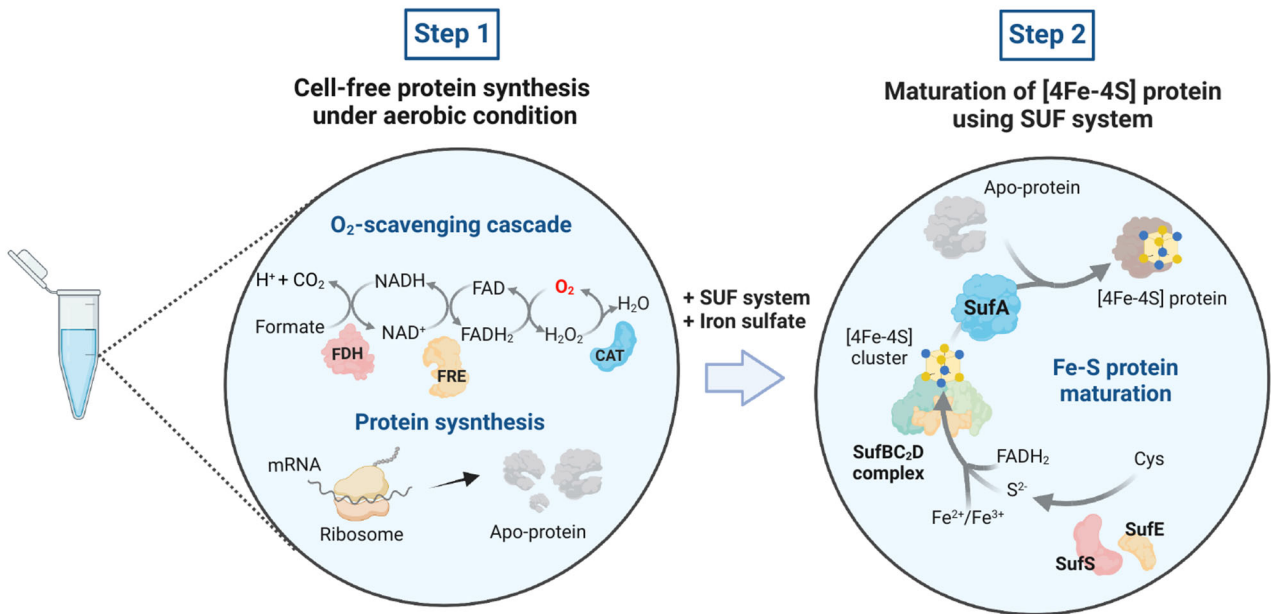 Step 1
Cell-free protein synthesis
under aerobic condition
O₂-scavenging cascade
H⁺ + CO₂
NADH
FAD
O₂
H₂O
Formate
NAD⁺
FADH₂
H₂O₂
FDH
FRE
CAT
Protein sysnthesis
mRNA
Ribosome
Apo-protein
+ SUF system
+ Iron sulfate
Step 2
Maturation of [4Fe-4S] protein
using SUF system
Apo-protein
[4Fe-4S] protein
SufA
[4Fe-4S]
cluster
Fe-S protein
maturation
SufBC₂D
complex
FADH₂
S²⁻
Fe²⁺/Fe³⁺
Cys
SufE
SufS